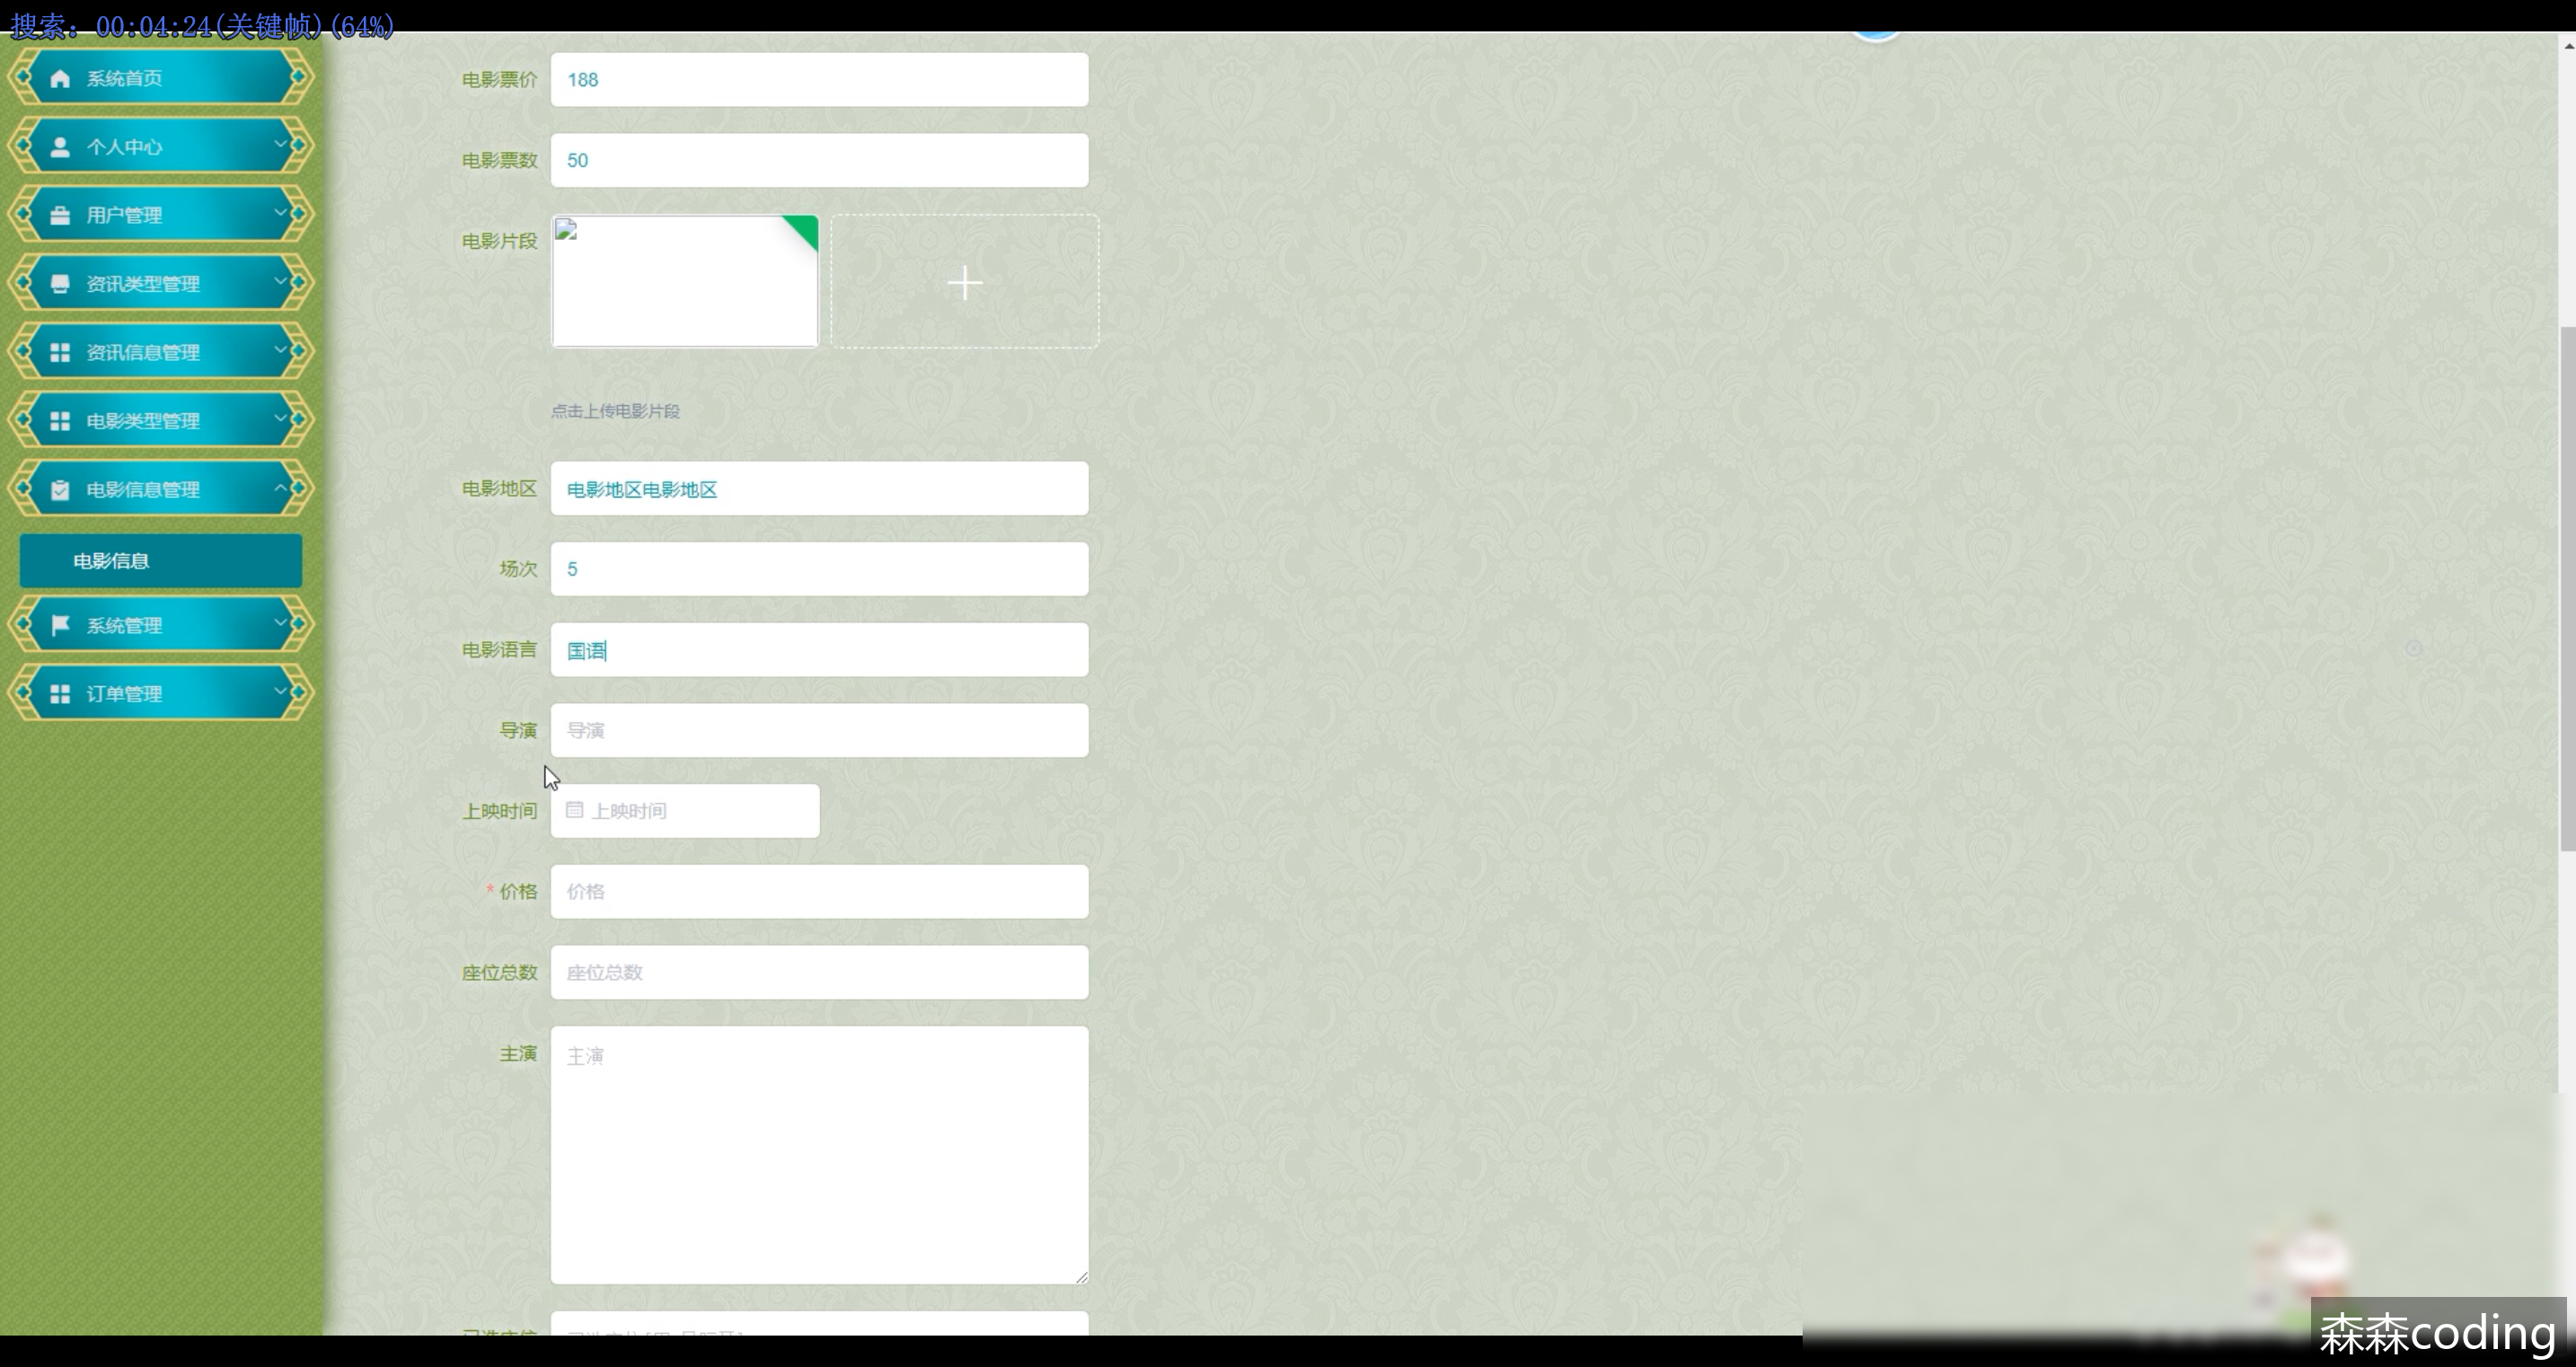 搜索：00:04:24(关键帧)(64%)
系统首页
个人中心
用户管理
资讯类型管理
资讯信息管理
电影类型管理
电影信息管理
电影信息
系统管理
订单管理
电影票价 188
电影票数 50
电影片段
点击上传电影片段
电影地区 电影地区电影地区
场次 5
电影语言 国语
导演 导演
上映时间 上映时间
* 价格 价格
座位总数 座位总数
主演 主演
森森coding